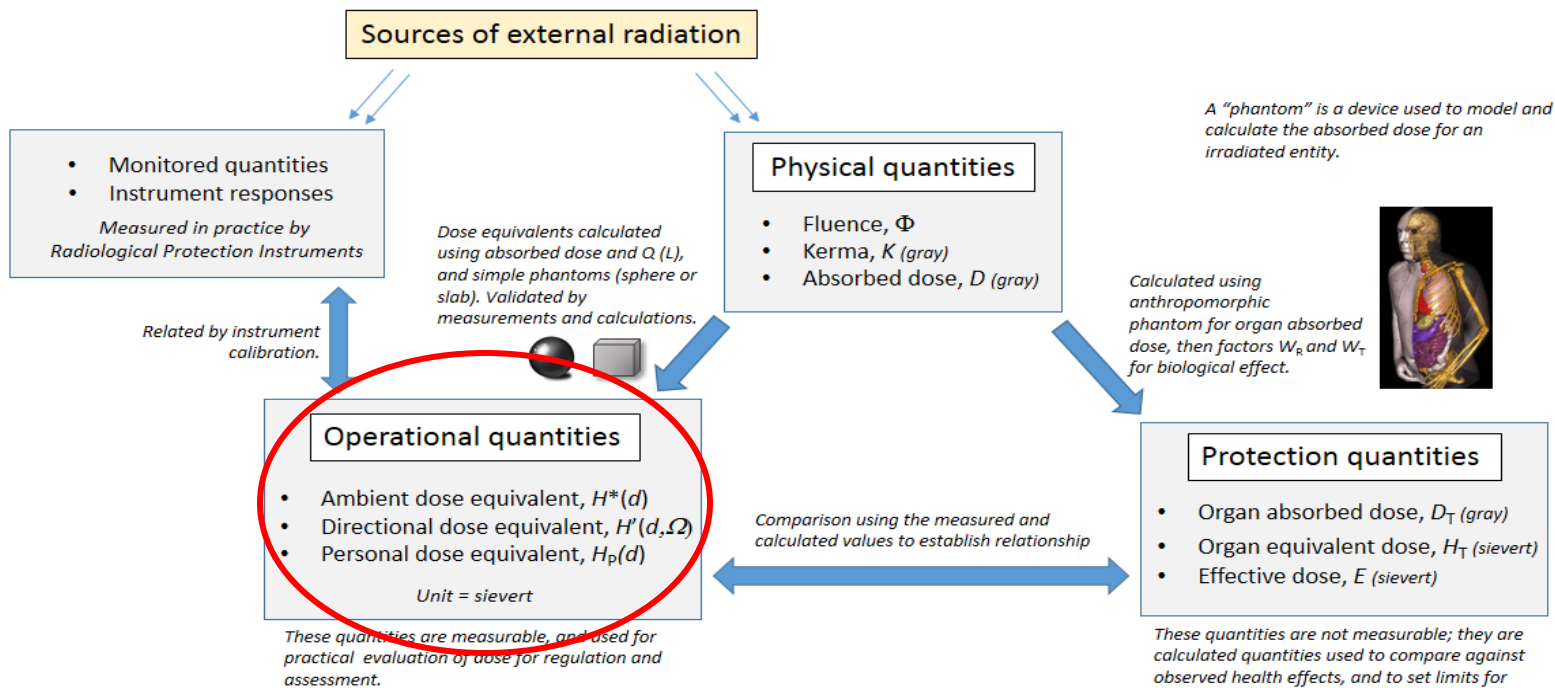 Sources of external radiation
• Monitored quantities
• Instrument responses
Measured in practice by
Radiological Protection Instruments
Physical quantities
• Fluence, Φ
• Kerma, K (gray)
• Absorbed dose, D (gray)
A “phantom” is a device used to model and
calculate the absorbed dose for an
irradiated entity.
Dose equivalents calculated
using absorbed dose and Q (L),
and simple phantoms (sphere or
slab). Validated by
measurements and calculations.
Related by instrument
calibration.
Calculated using
anthropomorphic
phantom for organ absorbed
dose, then factors W_R and W_T
for biological effect.
Operational quantities
• Ambient dose equivalent, H*(d)
• Directional dose equivalent, H'(d,Ω)
• Personal dose equivalent, H_P(d)
Unit = sievert
These quantities are measurable, and used for
practical evaluation of dose for regulation and
assessment.
Comparison using the measured and
calculated values to establish relationship
Protection quantities
• Organ absorbed dose, D_T (gray)
• Organ equivalent dose, H_T (sievert)
• Effective dose, E (sievert)
These quantities are not measurable; they are
calculated quantities used to compare against
observed health effects, and to set limits for